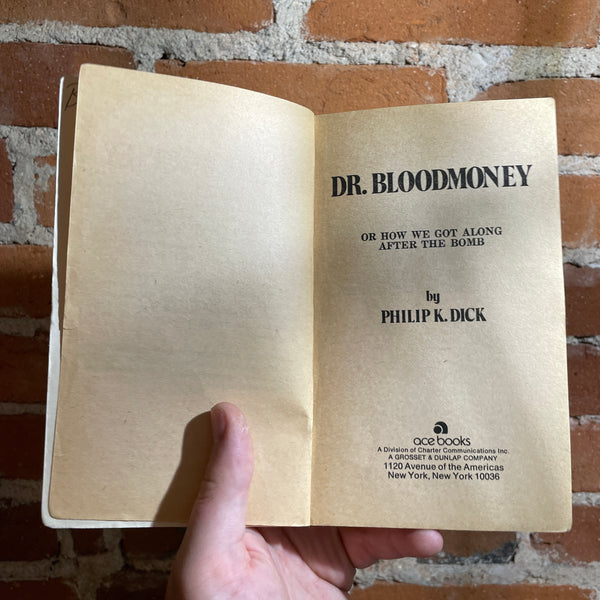 DR. BLOODMONEY
OR HOW WE GOT ALONG
AFTER THE BOMB
by
PHILIP K. DICK
ace books
A Division of Charter Communications Inc.
A GROSSET & DUNLAP COMPANY
1120 Avenue of the Americas
New York, New York 10036